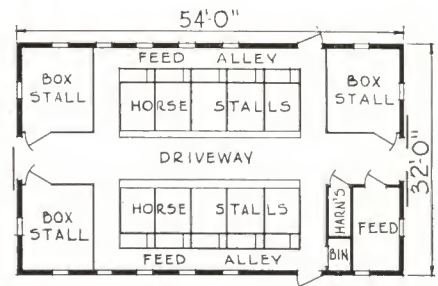 54'-0"
FEED ALLEY
BOX
STALL
HORSE STALLS
BOX
STALL
DRIVEWAY
32'-0"
BOX
STALL
HORSE STALLS
HARN'S
FEED
BIN
FEED ALLEY